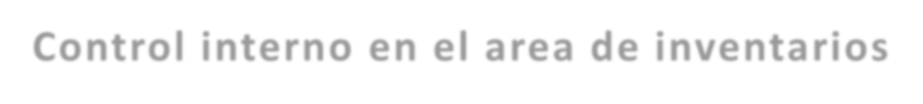 Control interno en el area de inventarios